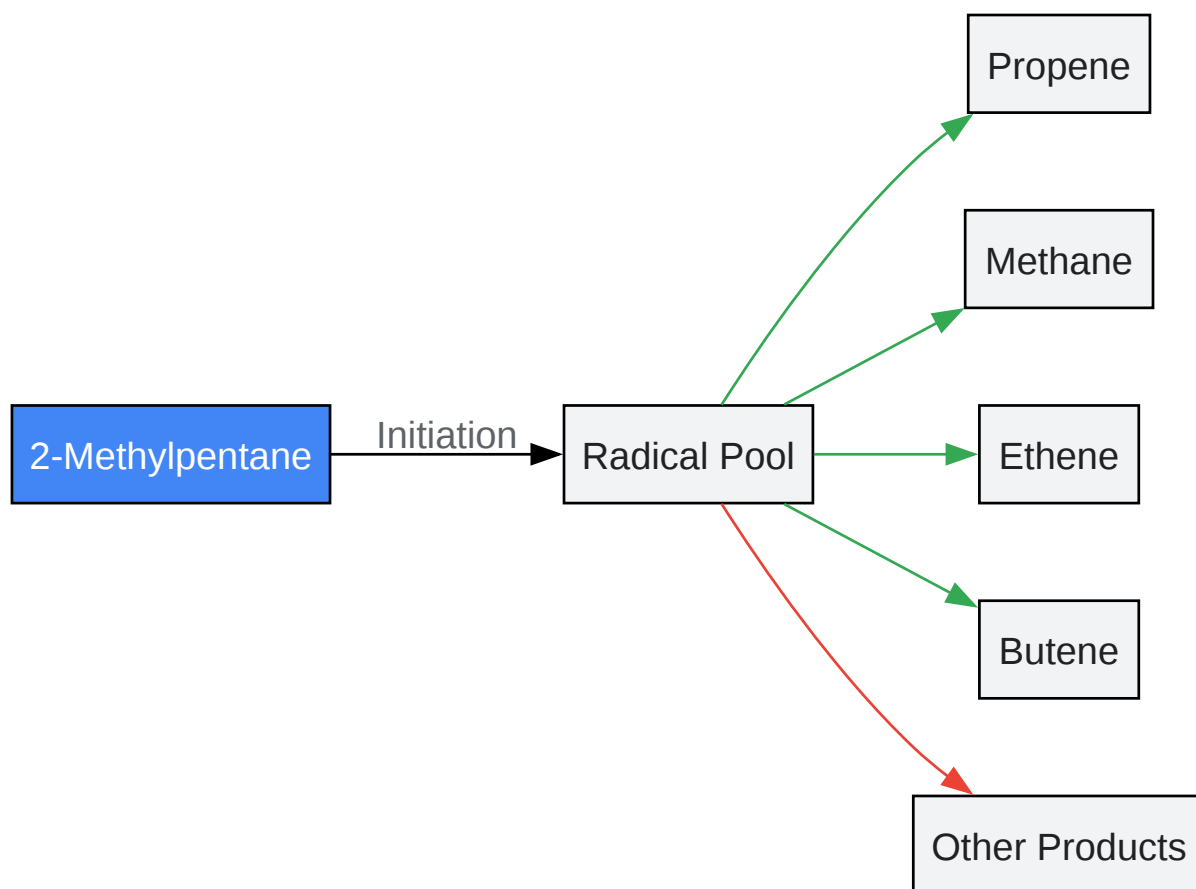 Propene
Methane
Initiation
2-Methylpentane
Radical Pool
Ethene
Butene
Other Products